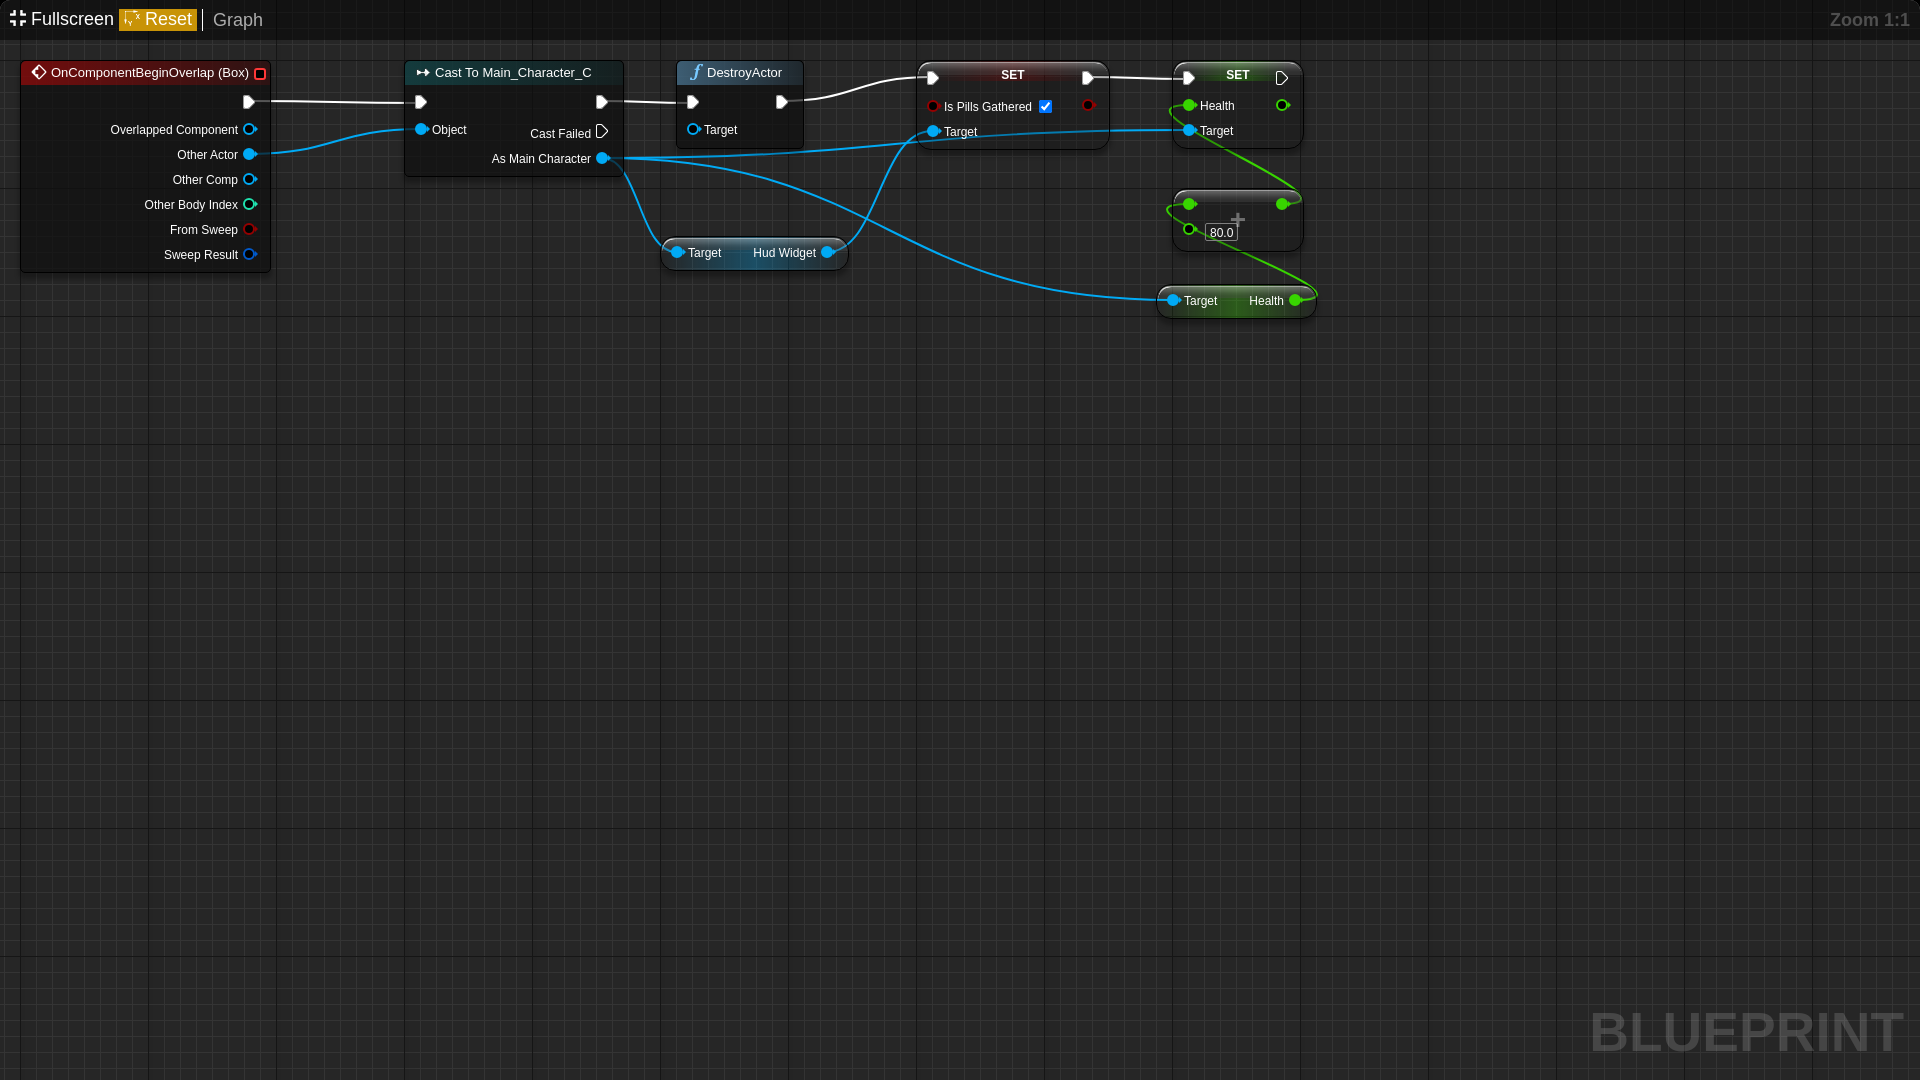 Fullscreen Reset Graph
Zoom 1:1
OnComponentBeginOverlap (Box)
Overlapped Component
Other Actor
Other Comp
Other Body Index
From Sweep
Sweep Result
Cast To Main_Character_C
Object
Cast Failed
As Main Character
DestroyActor
Target
Target Hud Widget
SET
Is Pills Gathered
Target
SET
Health
Target
80.0
Target Health
BLUEPRINT